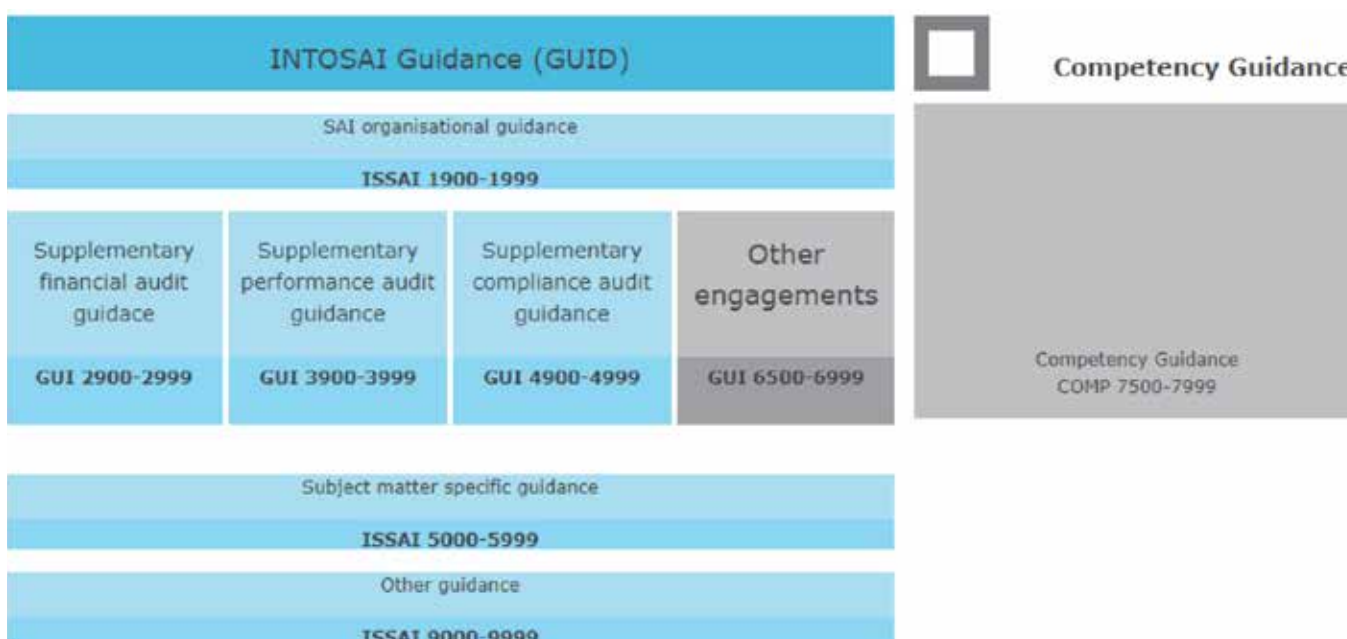 INTOSAI Guidance (GUID)
SAI organisational guidance
ISSAI 1900-1999
Supplementary
financial audit
guidace
GUI 2900-2999
Supplementary
performance audit
guidance
GUI 3900-3999
Supplementary
compliance audit
guidance
GUI 4900-4999
Other
engagements
GUI 6500-6999
Subject matter specific guidance
ISSAI 5000-5999
Other guidance
ISSAI 9000-9999
Competency Guidance
Competency Guidance
COMP 7500-7999